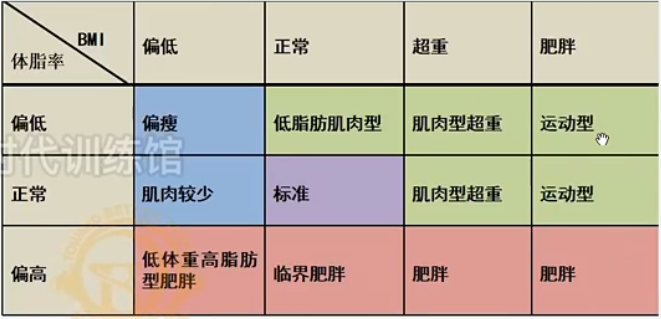 BMI
体脂率
偏低
正常
超重
肥胖
偏低
偏瘦
低脂肪肌肉型
肌肉型超重
运动型
时代训练馆
正常
肌肉较少
标准
肌肉型超重
运动型
偏高
低体重高脂肪
型肥胖
临界肥胖
肥胖
肥胖